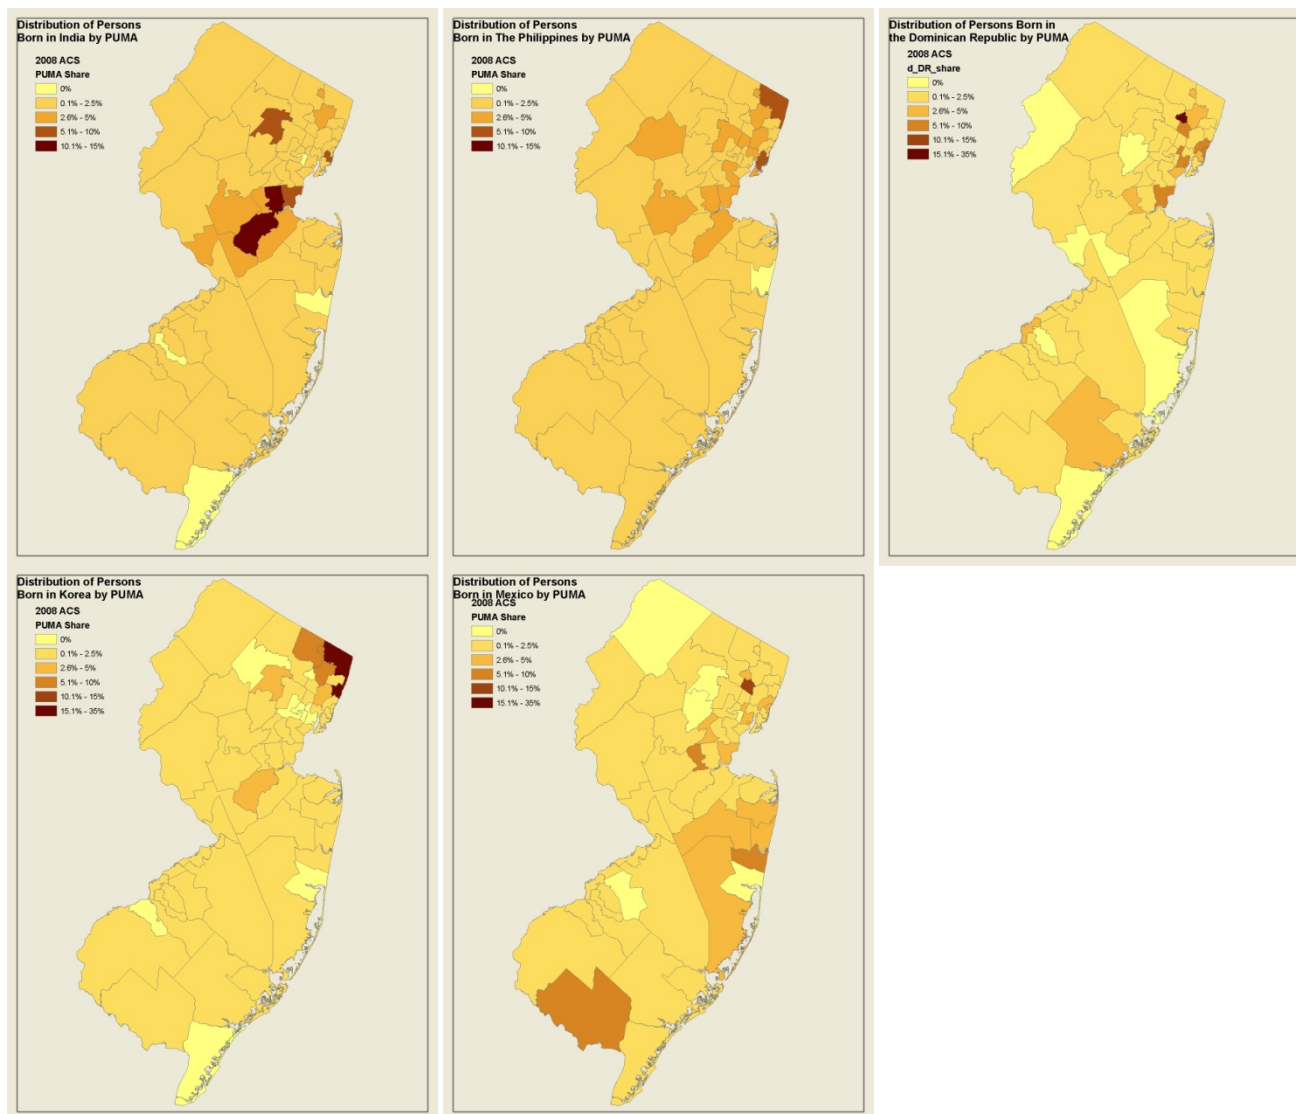 Distribution of Persons
Born in India by PUMA
2008 ACS
PUMA Share
0%
0.1% - 2.5%
2.6% - 5%
5.1% - 10%
10.1% - 15%
Distribution of Persons
Born in The Philippines by PUMA
2008 ACS
PUMA Share
0%
0.1% - 2.5%
2.6% - 5%
5.1% - 10%
10.1% - 15%
Distribution of Persons Born in
the Dominican Republic by PUMA
2008 ACS
d_DR_share
0%
0.1% - 2.5%
2.6% - 5%
5.1% - 10%
10.1% - 15%
15.1% - 35%
Distribution of Persons
Born in Korea by PUMA
2008 ACS
PUMA Share
0%
0.1% - 2.5%
2.6% - 5%
5.1% - 10%
10.1% - 15%
15.1% - 35%
Distribution of Persons
Born in Mexico by PUMA
2008 ACS
PUMA Share
0%
0.1% - 2.5%
2.6% - 5%
5.1% - 10%
10.1% - 15%
15.1% - 35%